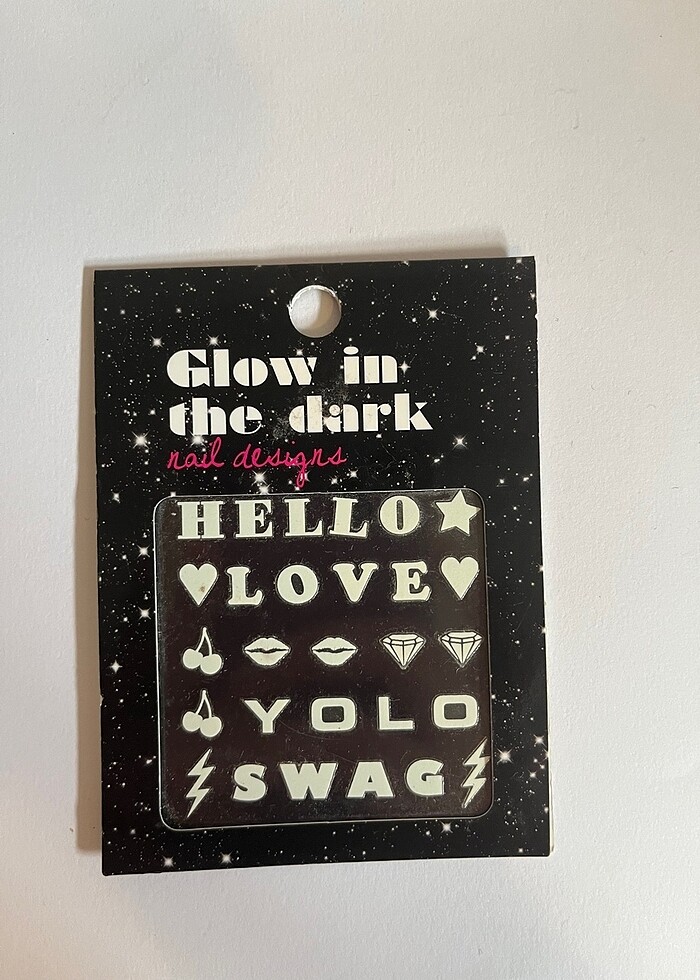 Glow in
the dark
nail designs
HELLO
LOVE
YOLO
SWAG